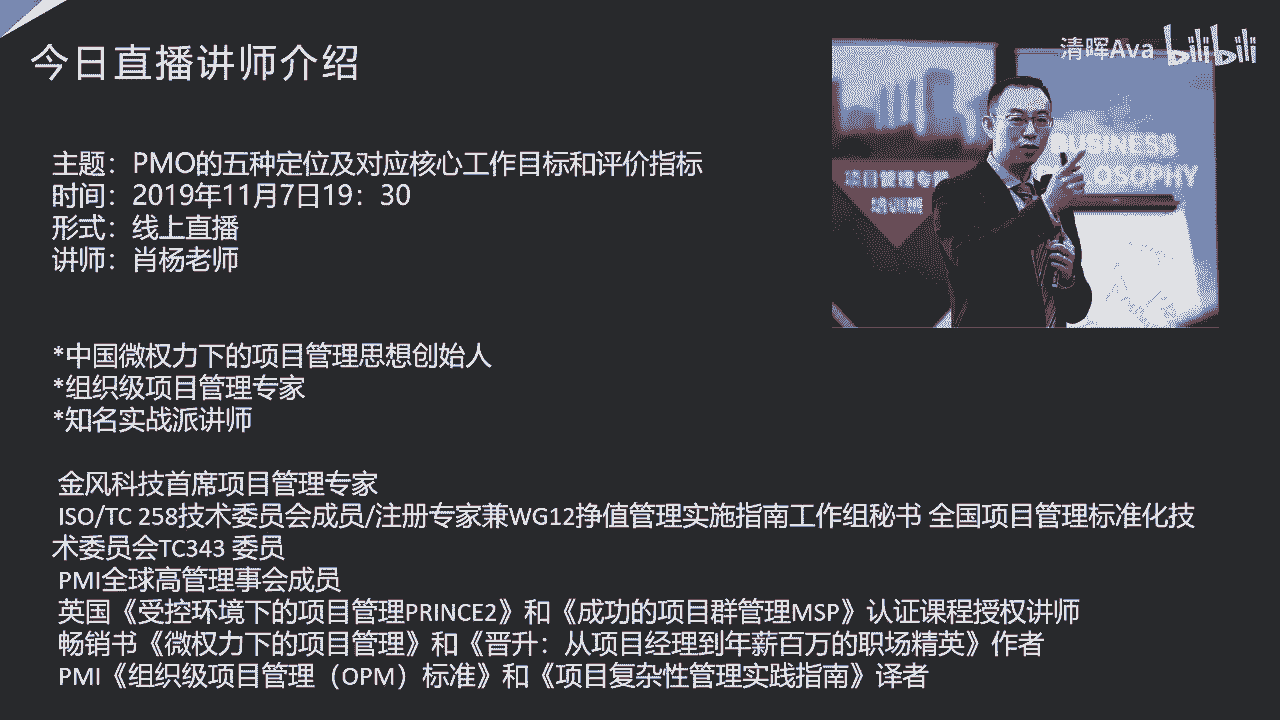 今日直播讲师介绍
清晖Ava bilibili
主题：PMO的五种定位及对应核心工作目标和评价指标
时间：2019年11月7日19：30
形式：线上直播
讲师：肖杨老师
BUSINESS
PHILOSOPHY
项目管理专
培训班
*中国微权力下的项目管理思想创始人
*组织级项目管理专家
*知名实战派讲师
金风科技首席项目管理专家
ISO/TC 258技术委员会成员/注册专家兼WG12挣值管理实施指南工作组秘书 全国项目管理标准化技
术委员会TC343 委员
PMI全球高管理事会成员
英国《受控环境下的项目管理PRINCE2》和《成功的项目群管理MSP》认证课程授权讲师
畅销书《微权力下的项目管理》和《晋升：从项目经理到年薪百万的职场精英》作者
PMI《组织级项目管理（OPM）标准》和《项目复杂性管理实践指南》译者